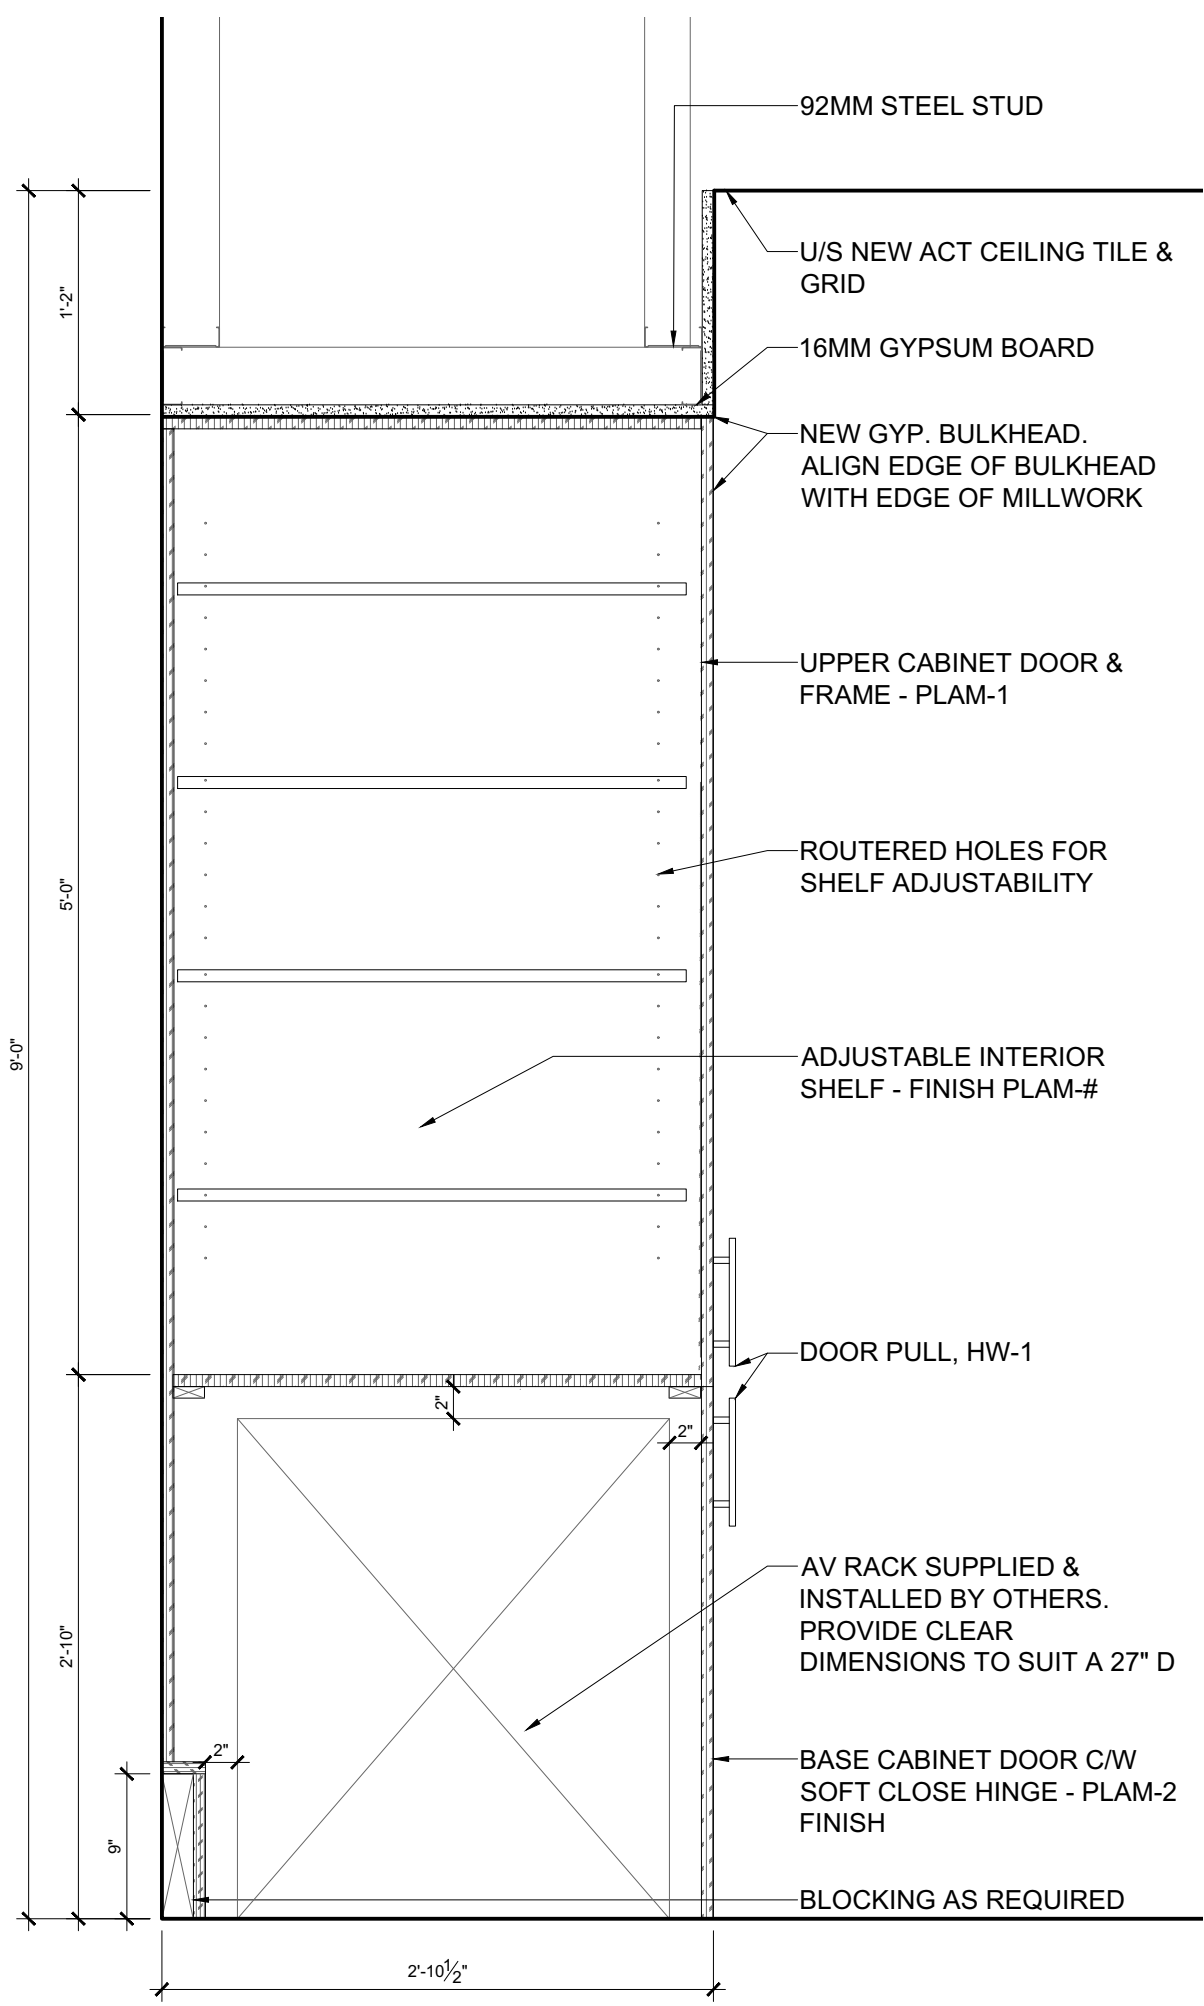 92MM STEEL STUD
U/S NEW ACT CEILING TILE &
GRID
1'-2"
16MM GYPSUM BOARD
NEW GYP. BULKHEAD.
ALIGN EDGE OF BULKHEAD
WITH EDGE OF MILLWORK
UPPER CABINET DOOR &
FRAME - PLAM-1
ROUTERED HOLES FOR
SHELF ADJUSTABILITY
5'-0"
9'-0"
ADJUSTABLE INTERIOR
SHELF - FINISH PLAM-#
DOOR PULL, HW-1
2"
2"
AV RACK SUPPLIED &
INSTALLED BY OTHERS.
PROVIDE CLEAR
DIMENSIONS TO SUIT A 27" D
2'-10"
2"
BASE CABINET DOOR C/W
SOFT CLOSE HINGE - PLAM-2
FINISH
9"
BLOCKING AS REQUIRED
2'-10½"